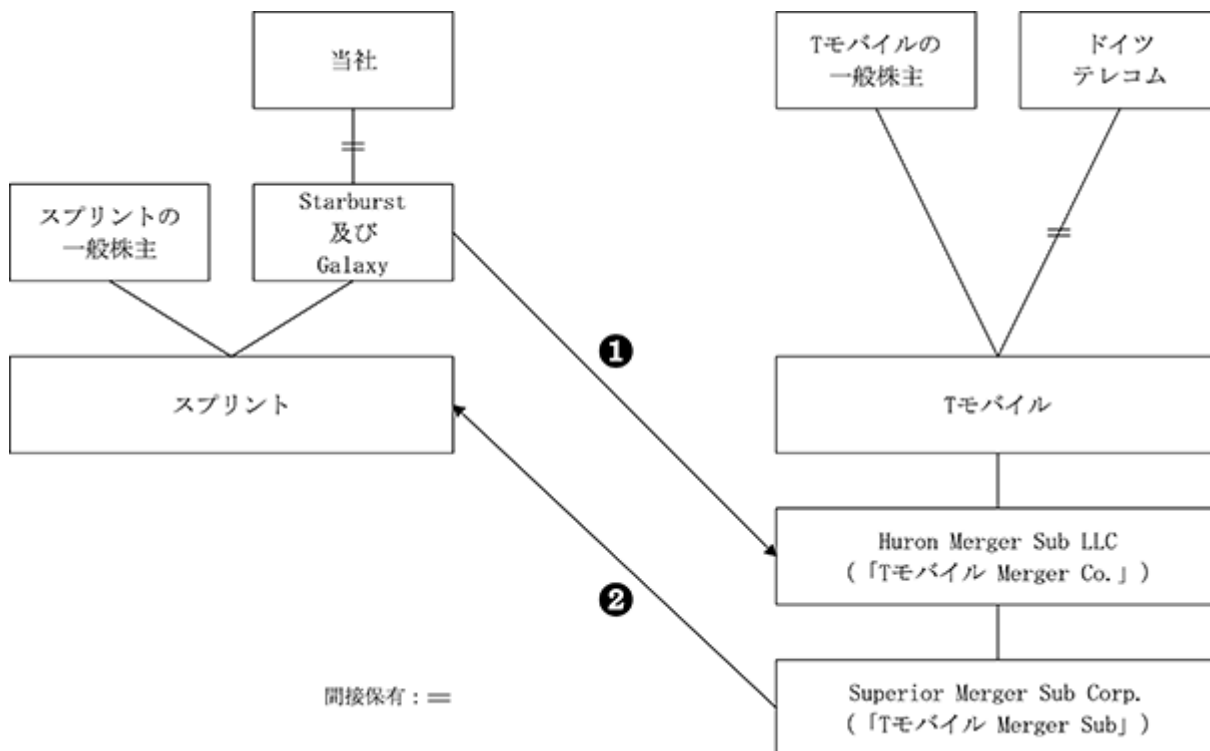 当社
Tモバイルの
一般株主
ドイツ
テレコム
スプリントの
一般株主
Starburst
及び
Galaxy
❶
スプリント
Tモバイル
Huron Merger Sub LLC
(「Tモバイル Merger Co.」)
❷
間接保有：＝
Superior Merger Sub Corp.
(「Tモバイル Merger Sub」)